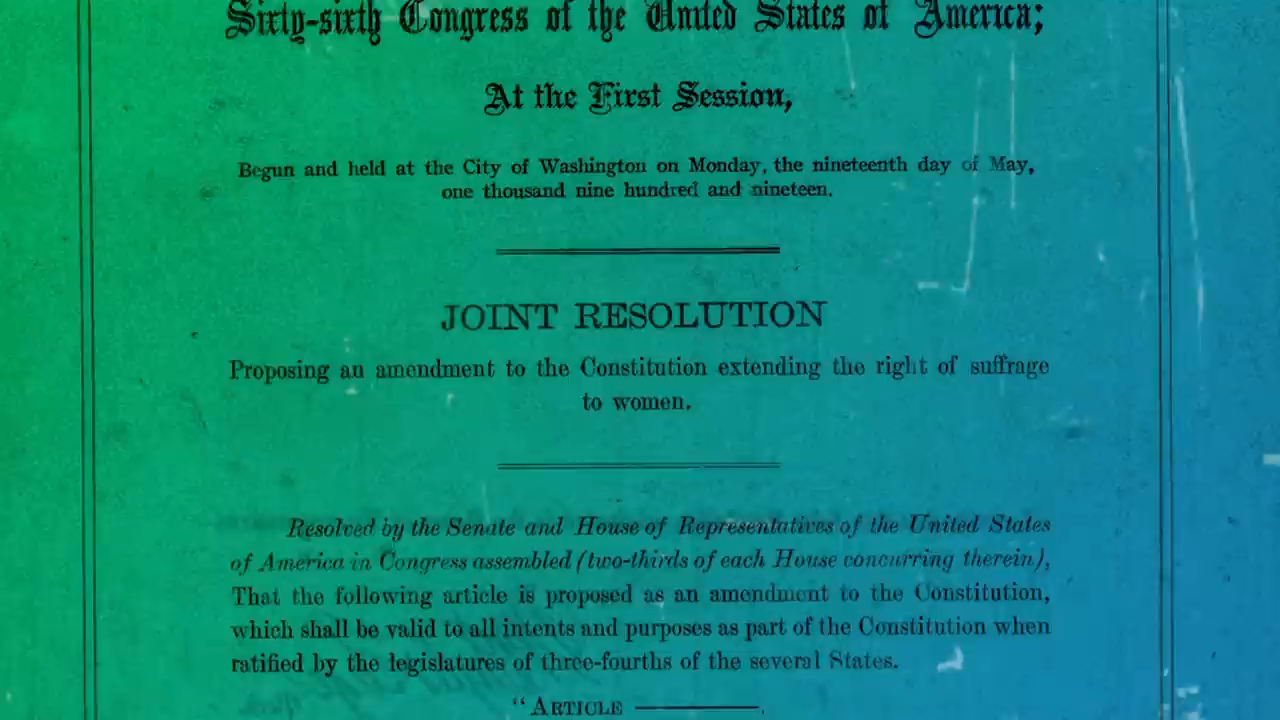 Sixty-sixth Congress of the United States of America;
At the First Session,
Begun and held at the City of Washington on Monday, the nineteenth day of May,
one thousand nine hundred and nineteen.
JOINT RESOLUTION
Proposing an amendment to the Constitution extending the right of suffrage
to women.
Resolved by the Senate and House of Representatives of the United States
of America in Congress assembled (two-thirds of each House concurring therein),
That the following article is proposed as an amendment to the Constitution,
which shall be valid to all intents and purposes as part of the Constitution when
ratified by the legislatures of three-fourths of the several States.
"ARTICLE ———.